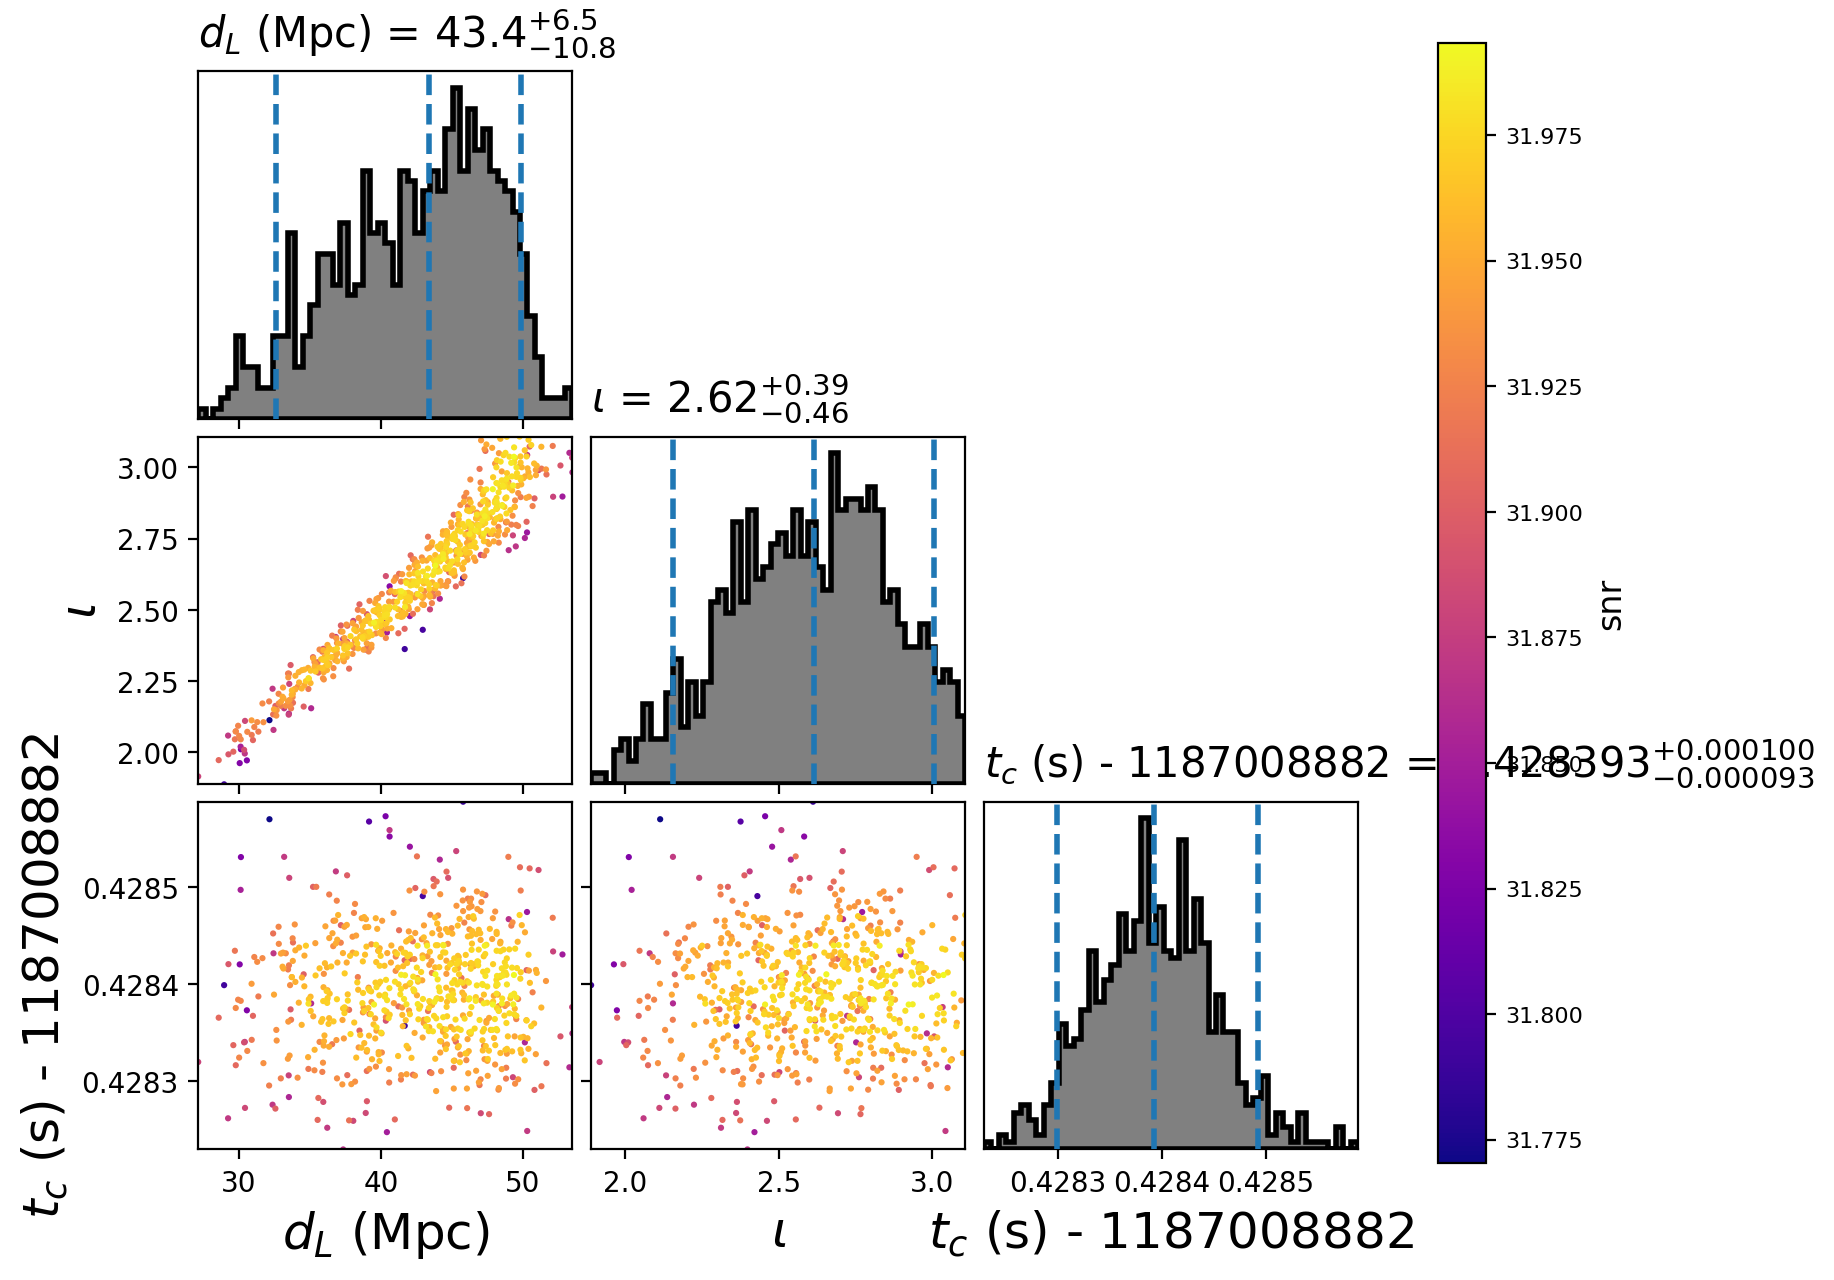 d_L (Mpc) = 43.4^{+6.5}_{-10.8}
ι = 2.62^{+0.39}_{-0.46}
3.00
2.75
2.50
2.25
2.00
ι
t_c (s) - 1187008882 = .428393^{+0.000100}_{-0.000093}
0.4285
0.4284
0.4283
t_c (s) - 1187008882
30 40 50
d_L (Mpc)
2.0 2.5 3.0
ι
0.4283 0.4284 0.4285
t_c (s) - 1187008882
31.975
31.950
31.925
31.900
31.875
31.850
31.825
31.800
31.775
snr